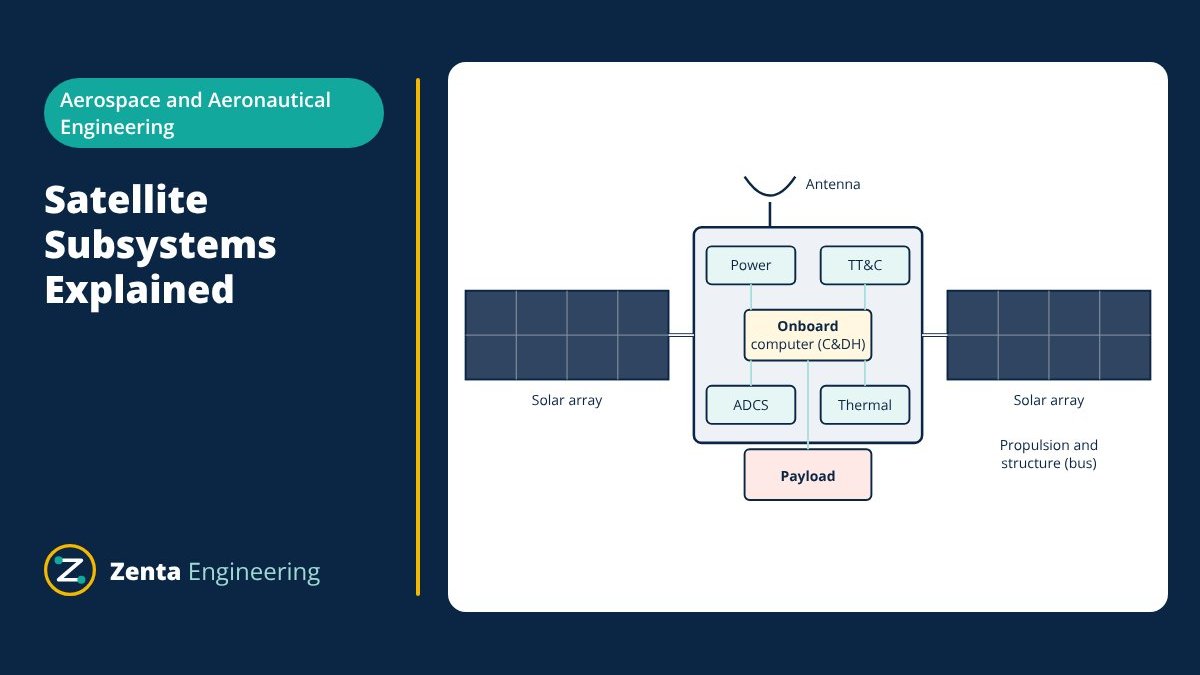 Aerospace and Aeronautical
Engineering
Satellite
Subsystems
Explained
Zenta Engineering
Antenna
Power
TT&C
Onboard
computer (C&DH)
ADCS
Thermal
Payload
Solar array
Solar array
Propulsion and
structure (bus)